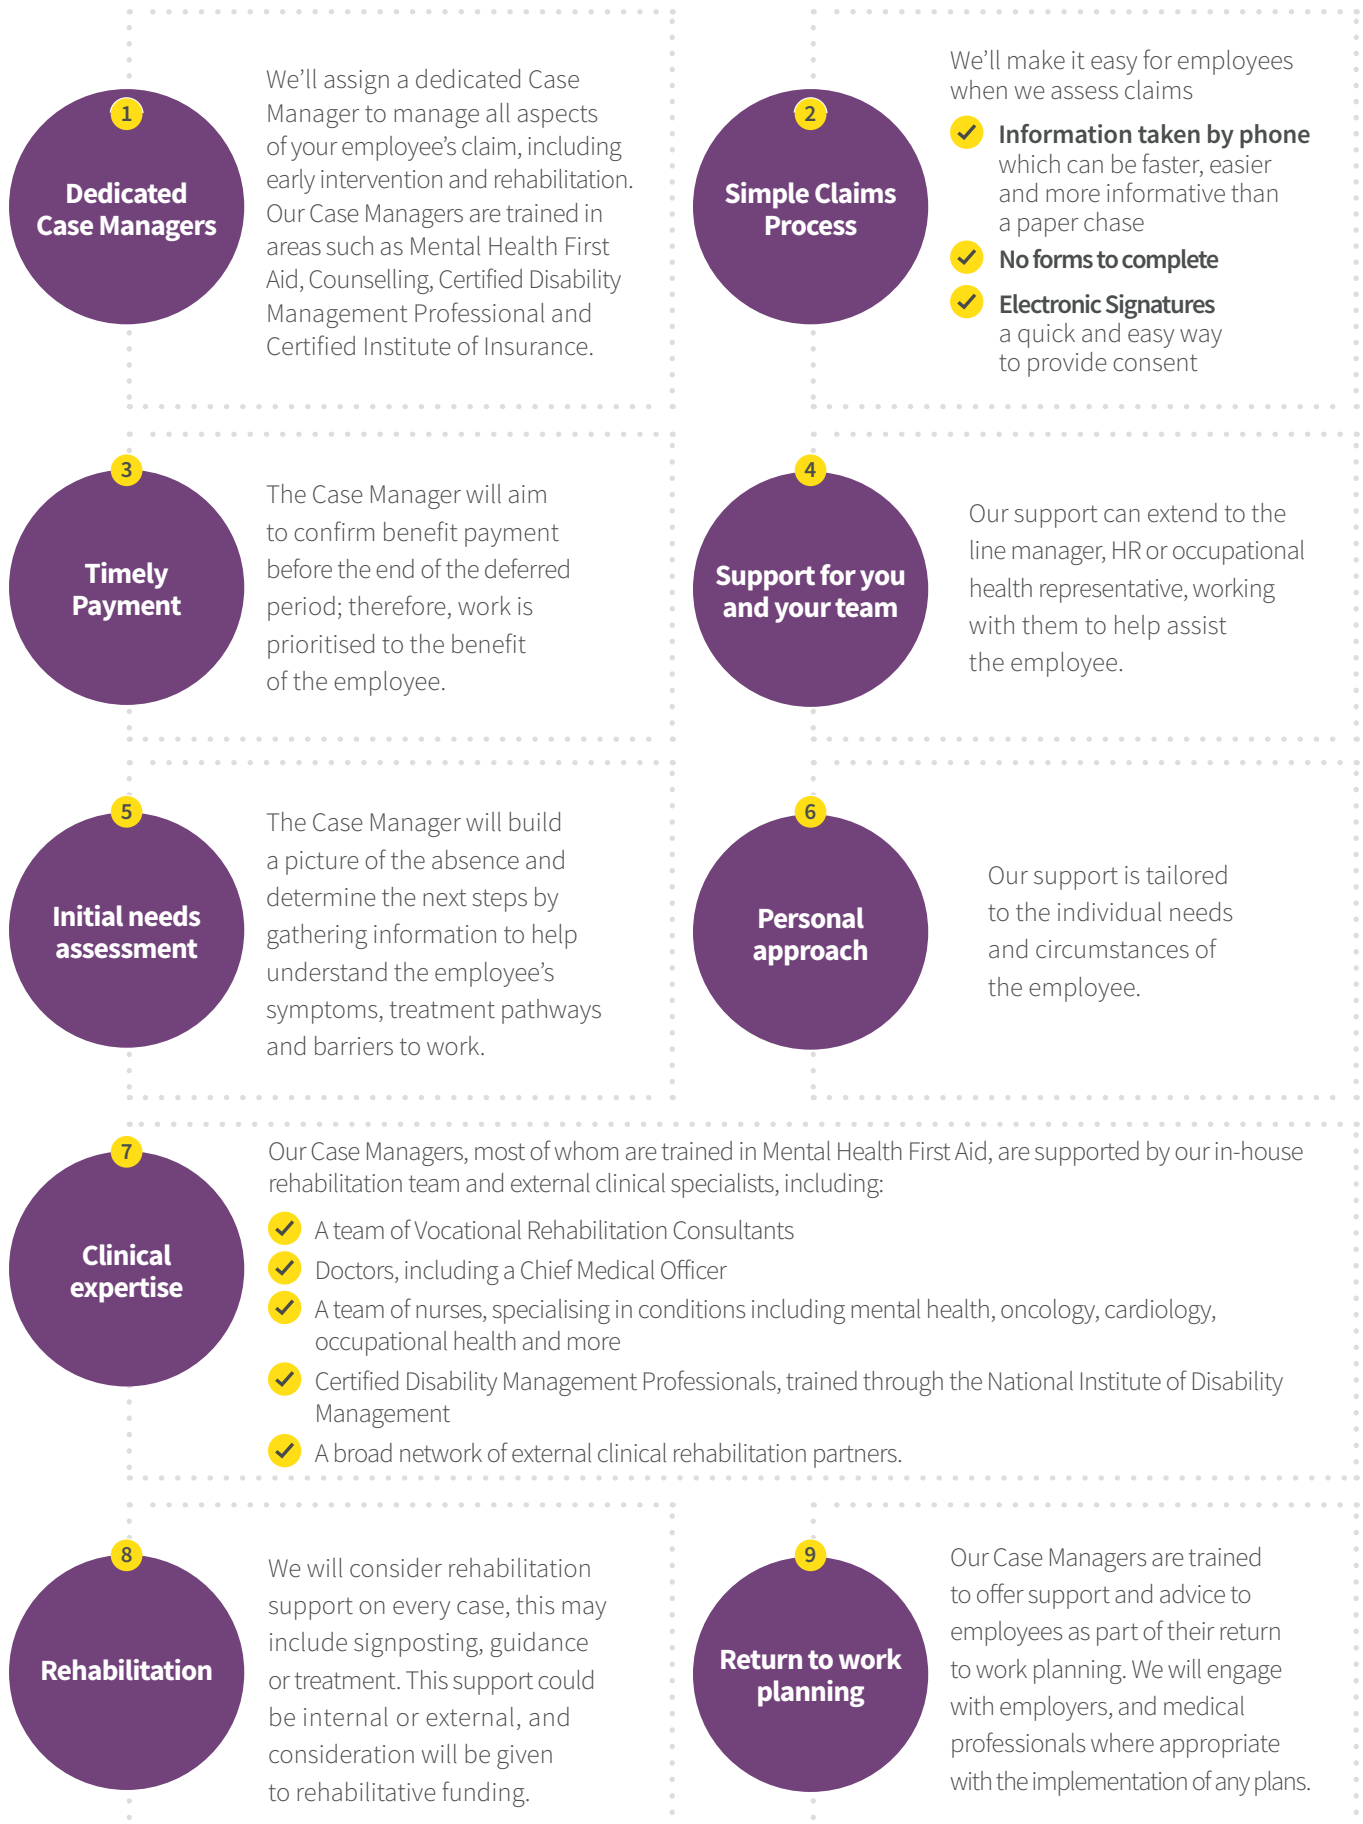 1
Dedicated
Case Managers
We’ll assign a dedicated Case
Manager to manage all aspects
of your employee’s claim, including
early intervention and rehabilitation.
Our Case Managers are trained in
areas such as Mental Health First
Aid, Counselling, Certified Disability
Management Professional and
Certified Institute of Insurance.
2
Simple Claims
Process
We’ll make it easy for employees
when we assess claims
Information taken by phone
which can be faster, easier
and more informative than
a paper chase
No forms to complete
Electronic Signatures
a quick and easy way
to provide consent
3
Timely
Payment
The Case Manager will aim
to confirm benefit payment
before the end of the deferred
period; therefore, work is
prioritised to the benefit
of the employee.
4
Support for you
and your team
Our support can extend to the
line manager, HR or occupational
health representative, working
with them to help assist
the employee.
5
Initial needs
assessment
The Case Manager will build
a picture of the absence and
determine the next steps by
gathering information to help
understand the employee’s
symptoms, treatment pathways
and barriers to work.
6
Personal
approach
Our support is tailored
to the individual needs
and circumstances of
the employee.
7
Clinical
expertise
Our Case Managers, most of whom are trained in Mental Health First Aid, are supported by our in-house
rehabilitation team and external clinical specialists, including:
A team of Vocational Rehabilitation Consultants
Doctors, including a Chief Medical Officer
A team of nurses, specialising in conditions including mental health, oncology, cardiology,
occupational health and more
Certified Disability Management Professionals, trained through the National Institute of Disability
Management
A broad network of external clinical rehabilitation partners.
8
Rehabilitation
We will consider rehabilitation
support on every case, this may
include signposting, guidance
or treatment. This support could
be internal or external, and
consideration will be given
to rehabilitative funding.
9
Return to work
planning
Our Case Managers are trained
to offer support and advice to
employees as part of their return
to work planning. We will engage
with employers, and medical
professionals where appropriate
with the implementation of any plans.